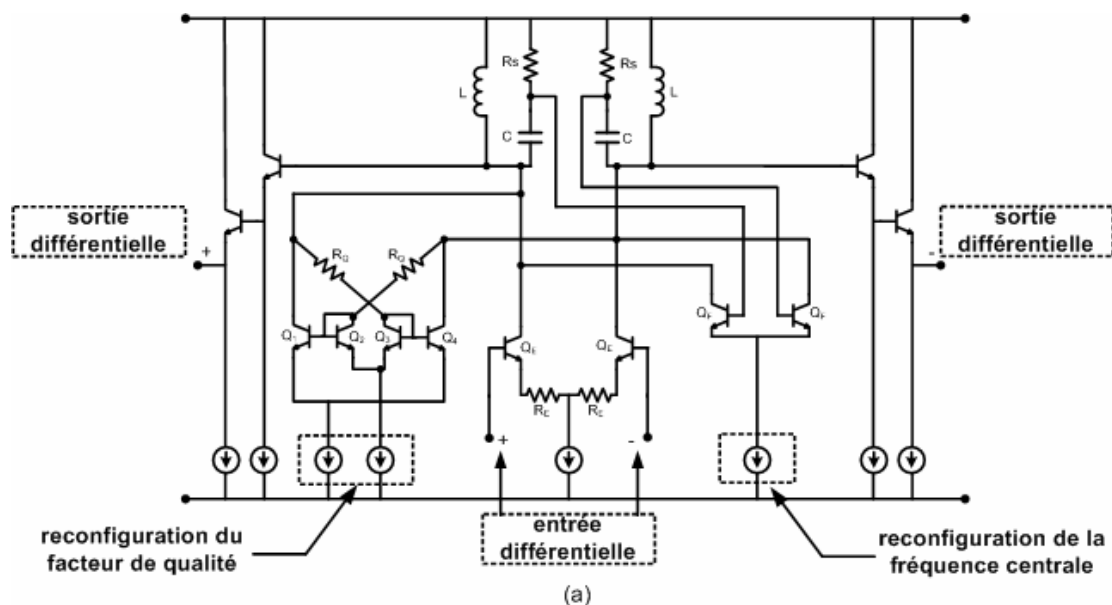 Rs
Rs
L
L
C
C
sortie
différentielle
+
sortie
différentielle
-
RQ
RQ
Q1
Q2
Q3
Q4
QE
QE
QF
QF
RE
RE
+
-
reconfiguration du
facteur de qualité
entrée
différentielle
reconfiguration de la
fréquence centrale
(a)